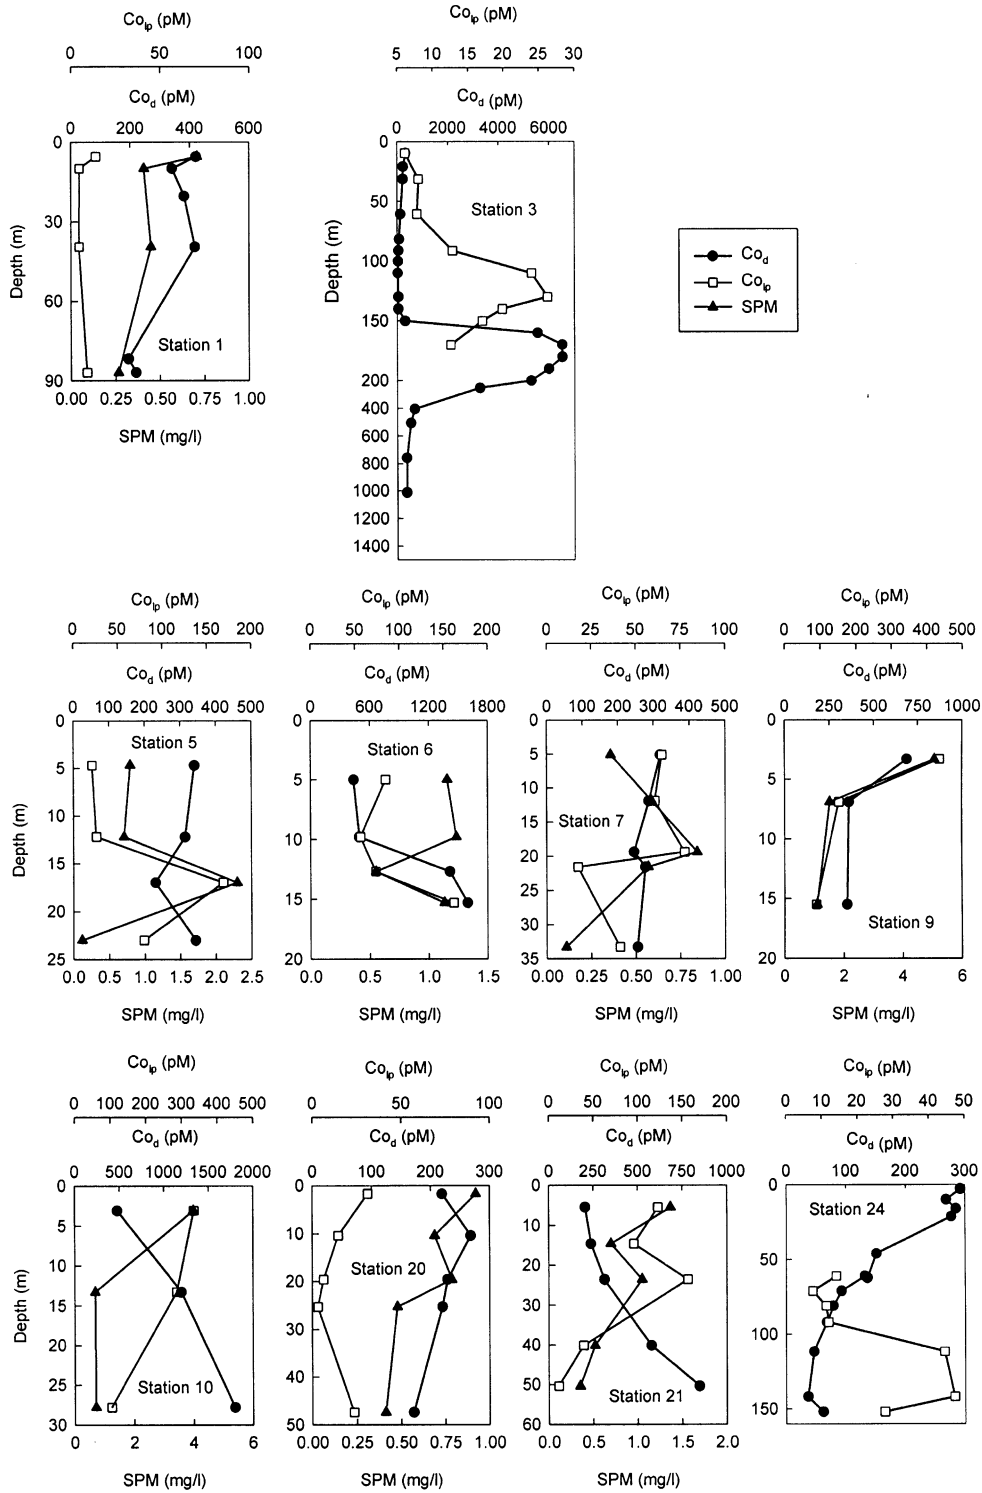 Co_lp (pM)
0 50 100
Co_d (pM)
0 200 400 600
0
30
60
90
Depth (m)
Station 1
0.00 0.25 0.50 0.75 1.00
SPM (mg/l)
Co_lp (pM)
5 10 15 20 25 30
Co_d (pM)
0 2000 4000 6000
0
50
100
150
200
400
600
800
1000
1200
1400
Depth (m)
Station 3
Co_d
Co_lp
SPM
Co_lp (pM)
0 50 100 150 200
Co_d (pM)
0 100 200 300 400 500
0
5
10
15
20
25
Depth (m)
Station 5
0.0 0.5 1.0 1.5 2.0 2.5
SPM (mg/l)
Co_lp (pM)
0 50 100 150 200
Co_d (pM)
0 600 1200 1800
0
5
10
15
20
Station 6
0.0 0.5 1.0 1.5
SPM (mg/l)
Co_lp (pM)
0 25 50 75 100
Co_d (pM)
0 100 200 300 400 500
0
5
10
15
20
25
30
35
Station 7
0.00 0.25 0.50 0.75 1.00
SPM (mg/l)
Co_lp (pM)
0 100 200 300 400 500
Co_d (pM)
0 250 500 750 1000
0
5
10
15
20
Station 9
0 2 4 6
SPM (mg/l)
Co_lp (pM)
0 100 200 300 400 500
Co_d (pM)
0 500 1000 1500 2000
0
5
10
15
20
25
30
Depth (m)
Station 10
0 2 4 6
SPM (mg/l)
Co_lp (pM)
0 50 100
Co_d (pM)
0 100 200 300
0
10
20
30
40
50
Station 20
0.00 0.25 0.50 0.75 1.00
SPM (mg/l)
Co_lp (pM)
0 50 100 150 200
Co_d (pM)
0 250 500 750 1000
0
10
20
30
40
50
60
Station 21
0.0 0.5 1.0 1.5 2.0
SPM (mg/l)
Co_lp (pM)
0 10 20 30 40 50
Co_d (pM)
0 100 200 300
0
50
100
150
Station 24